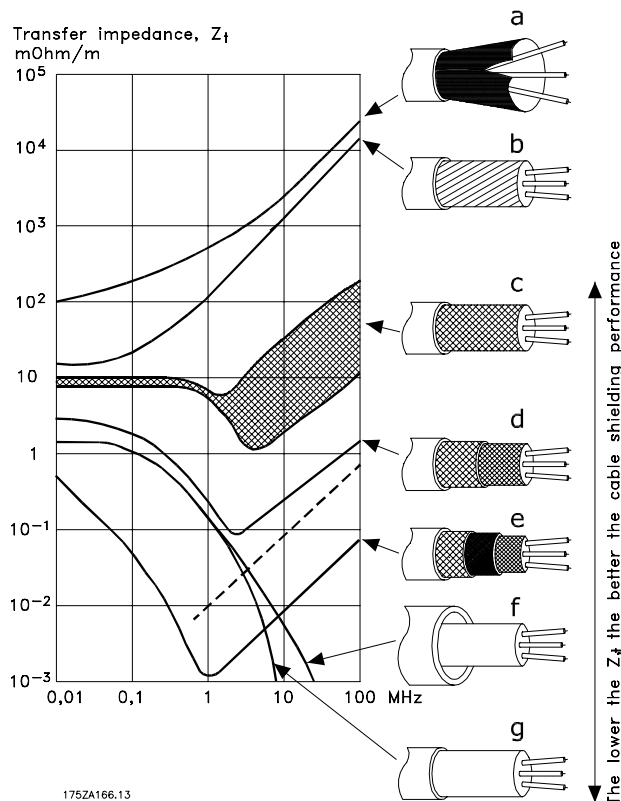 Transfer impedance, Zt
mOhm/m
10⁵
10⁴
10³
10²
10
1
10⁻¹
10⁻²
10⁻³
0,01
0,1
1
10
100 MHz
a
b
c
d
e
f
g
The lower the Zt the better the cable shielding performance
175ZA166.13